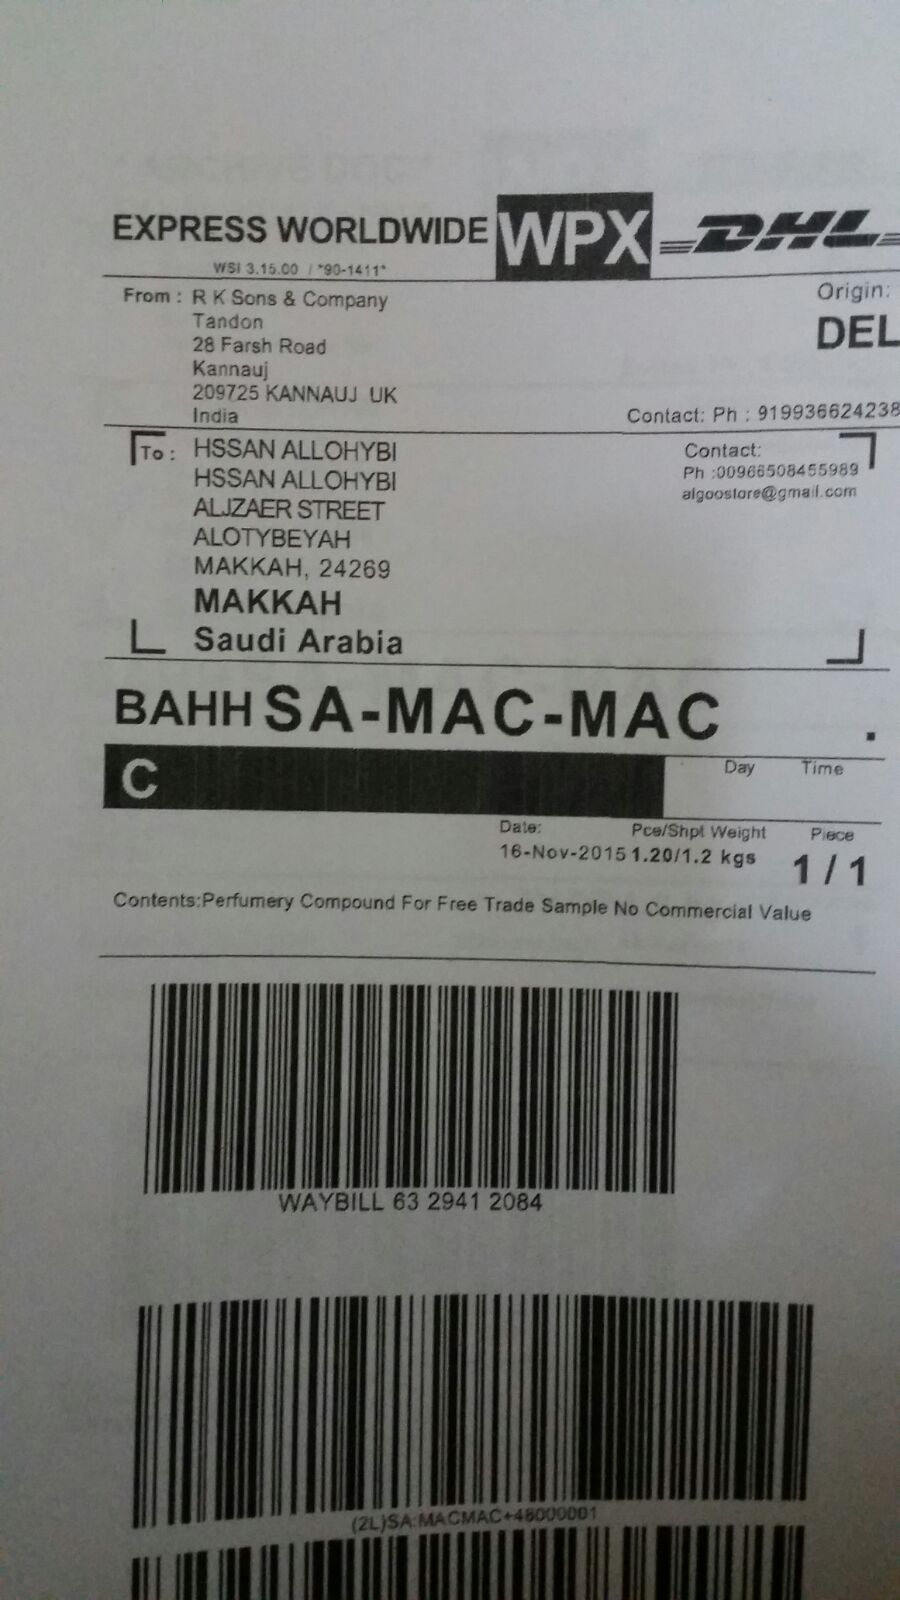 EXPRESS WORLDWIDE WPX DHL
WSI 3.15.00 / *90-1411*
From : R K Sons & Company
Tandon
28 Farsh Road
Kannauj
209725 KANNAUJ UK
India
Origin:
DEL
Contact: Ph : 919936624238
To : HSSAN ALLOHYBI
HSSAN ALLOHYBI
ALJZAER STREET
ALOTYBEYAH
MAKKAH, 24269
MAKKAH
Saudi Arabia
Contact:
Ph :00966508455989
algoostore@gmail.com
BAHH SA-MAC-MAC .
C
Day Time
Date: Pce/Shpt Weight Piece
16-Nov-2015 1.20/1.2 kgs 1 / 1
Contents:Perfumery Compound For Free Trade Sample No Commercial Value
WAYBILL 63 2941 2084
(2L)SA:MACMAC+48000001